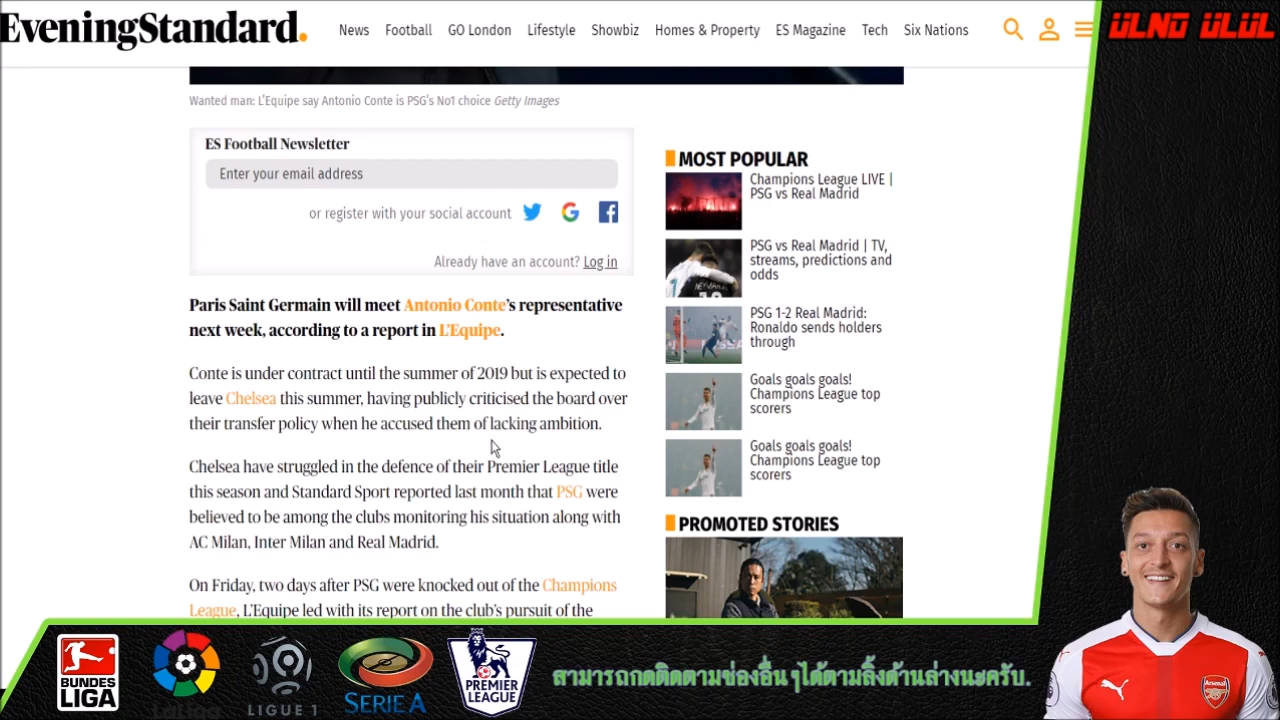 EveningStandard.
News Football GO London Lifestyle Showbiz Homes & Property ES Magazine Tech Six Nations
Wanted man: L'Equipe say Antonio Conte is PSG's No1 choice Getty Images
ES Football Newsletter
Enter your email address
or register with your social account
Already have an account? Log in
Paris Saint Germain will meet Antonio Conte's representative
next week, according to a report in L'Equipe.
Conte is under contract until the summer of 2019 but is expected to
leave Chelsea this summer, having publicly criticised the board over
their transfer policy when he accused them of lacking ambition.
Chelsea have struggled in the defence of their Premier League title
this season and Standard Sport reported last month that PSG were
believed to be among the clubs monitoring his situation along with
AC Milan, Inter Milan and Real Madrid.
On Friday, two days after PSG were knocked out of the Champions
League, L'Equipe led with its report on the club's pursuit of the
MOST POPULAR
Champions League LIVE |
PSG vs Real Madrid
PSG vs Real Madrid | TV,
streams, predictions and
odds
PSG 1-2 Real Madrid:
Ronaldo sends holders
through
Goals goals goals!
Champions League top
scorers
Goals goals goals!
Champions League top
scorers
PROMOTED STORIES
BUNDES
LIGA
LIGUE 1
SERIE A
PREMIER
LEAGUE
สามารถกดติดตามช่องอื่นๆได้ตามลิ้งด้านล่างนะครับ.
Arsenal